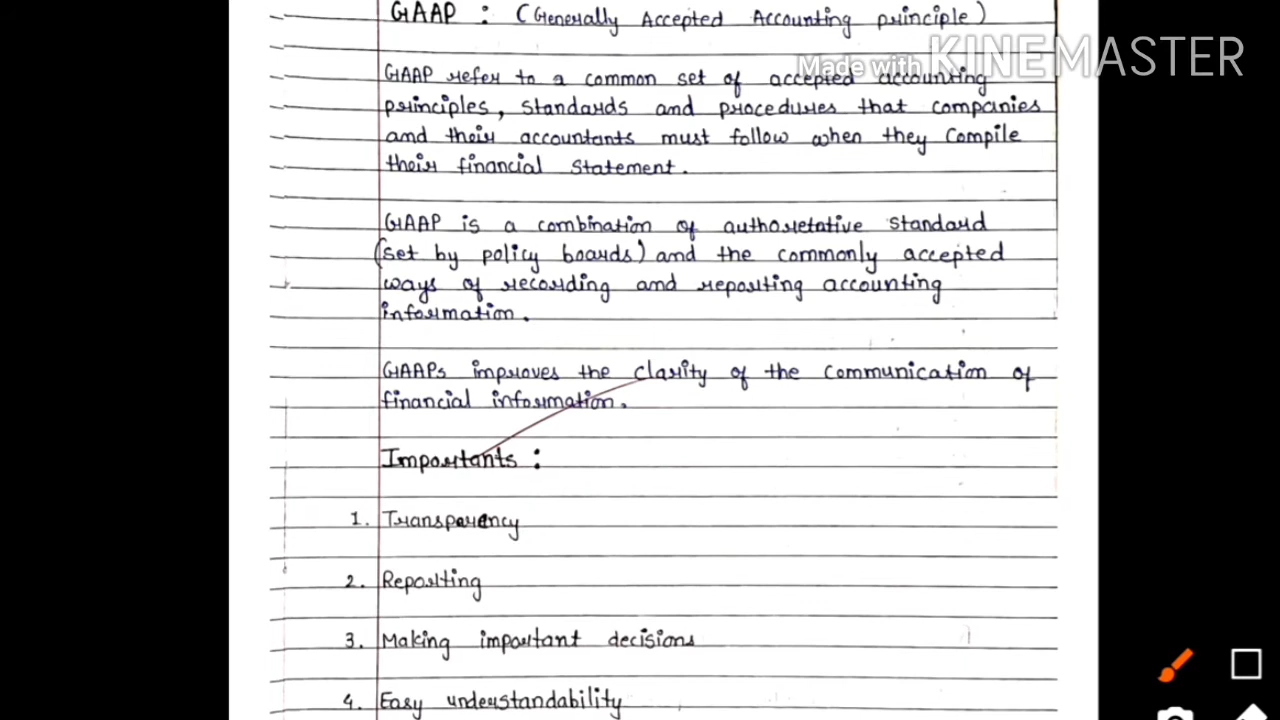 GAAP : (Generally Accepted Accounting principle)
Made with KINEMASTER
GAAP refer to a common set of accepted accounting
principles, standards and procedures that companies
and their accountants must follow when they compile
their financial statement.
GAAP is a combination of authoretative standard
(set by policy boards) and the commonly accepted
ways of recording and reporting accounting
information.
GAAPs improves the clarity of the communication of
financial information.
Importants :
1. Transparency
2. Reporting
3. Making important decisions
4. Easy understandability